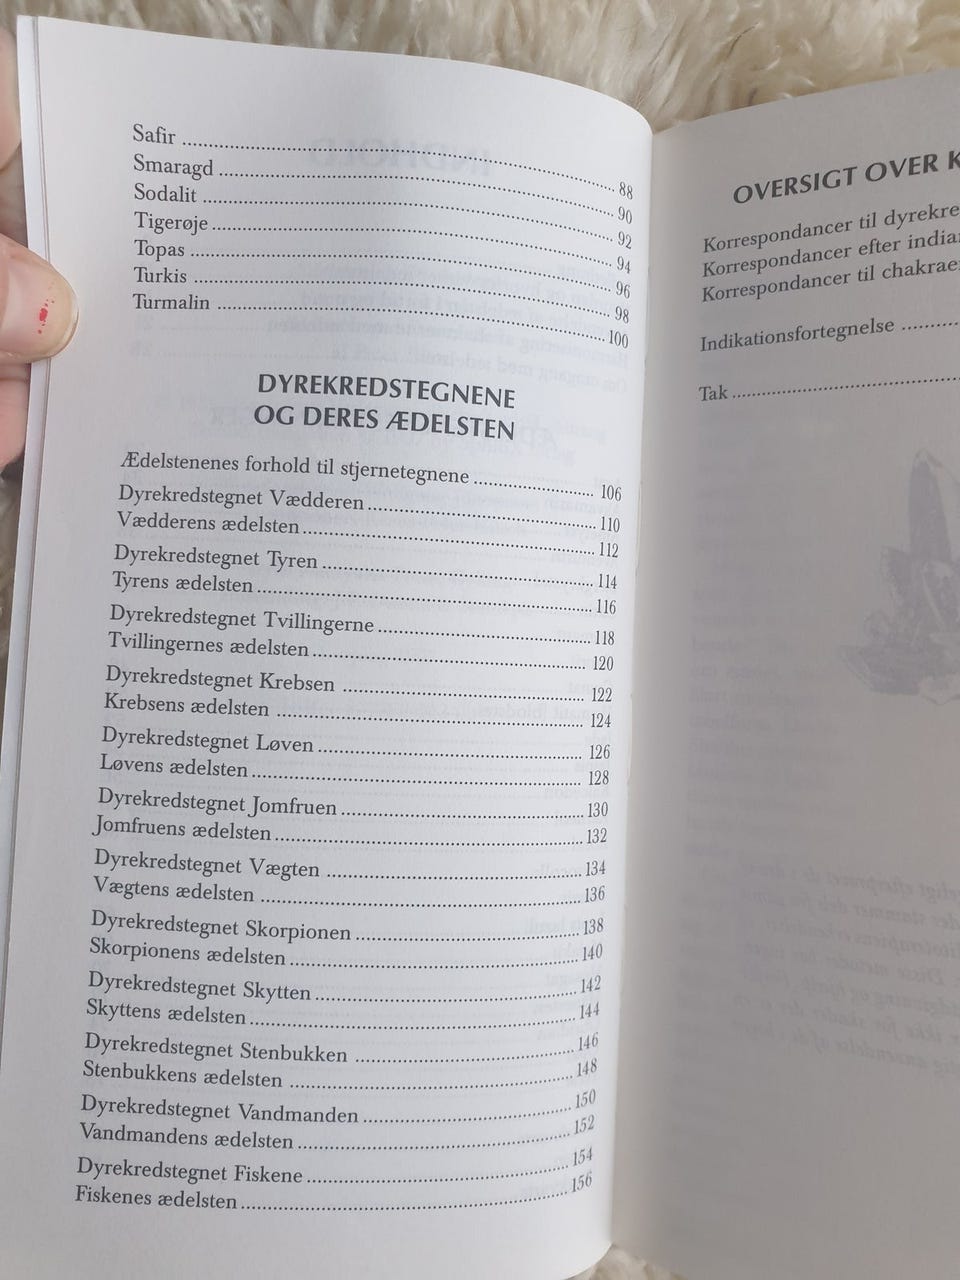 Safir ........ 88
Smaragd ........ 90
Sodalit ........ 92
Tigerøje ........ 94
Topas ........ 96
Turkis ........ 98
Turmalin ........ 100
DYREKREDSTEGNENE
OG DERES ÆDELSTEN
Ædelstenenes forhold til stjernetegnene ........ 106
Dyrekredstegnet Vædderen ........ 110
Vædderens ædelsten ........ 112
Dyrekredstegnet Tyren ........ 114
Tyrens ædelsten ........ 116
Dyrekredstegnet Tvillingerne ........ 118
Tvillingernes ædelsten ........ 120
Dyrekredstegnet Krebsen ........ 122
Krebsens ædelsten ........ 124
Dyrekredstegnet Løven ........ 126
Løvens ædelsten ........ 128
Dyrekredstegnet Jomfruen ........ 130
Jomfruens ædelsten ........ 132
Dyrekredstegnet Vægten ........ 134
Vægtens ædelsten ........ 136
Dyrekredstegnet Skorpionen ........ 138
Skorpionens ædelsten ........ 140
Dyrekredstegnet Skytten ........ 142
Skyttens ædelsten ........ 144
Dyrekredstegnet Stenbukken ........ 146
Stenbukkens ædelsten ........ 148
Dyrekredstegnet Vandmanden ........ 150
Vandmandens ædelsten ........ 152
Dyrekredstegnet Fiskene ........ 154
Fiskenes ædelsten ........ 156
OVERSIGT OVER
Korrespondancer til dyrekre
Korrespondancer efter india
Korrespondancer til chakrae
Indikationsfortegnelse ........
Tak ........